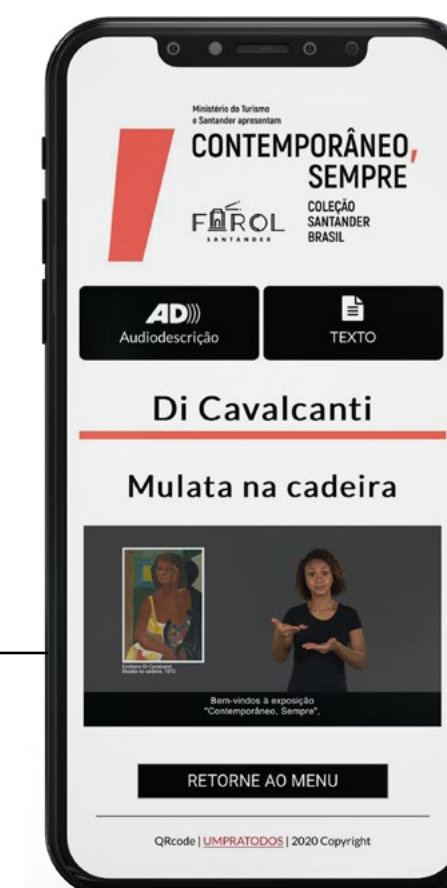 Ministério do Turismo
e Santander apresentam
CONTEMPORÂNEO,
SEMPRE
FAROL
SANTANDER
COLEÇÃO
SANTANDER
BRASIL
AD
Audiodescrição
TEXTO
Di Cavalcanti
Mulata na cadeira
Emiliano Di Cavalcanti
Mulata na cadeira, 1970
Bem-vindos à exposição
"Contemporâneo, Sempre",
RETORNE AO MENU
QRcode | UMPRATODOS | 2020 Copyright